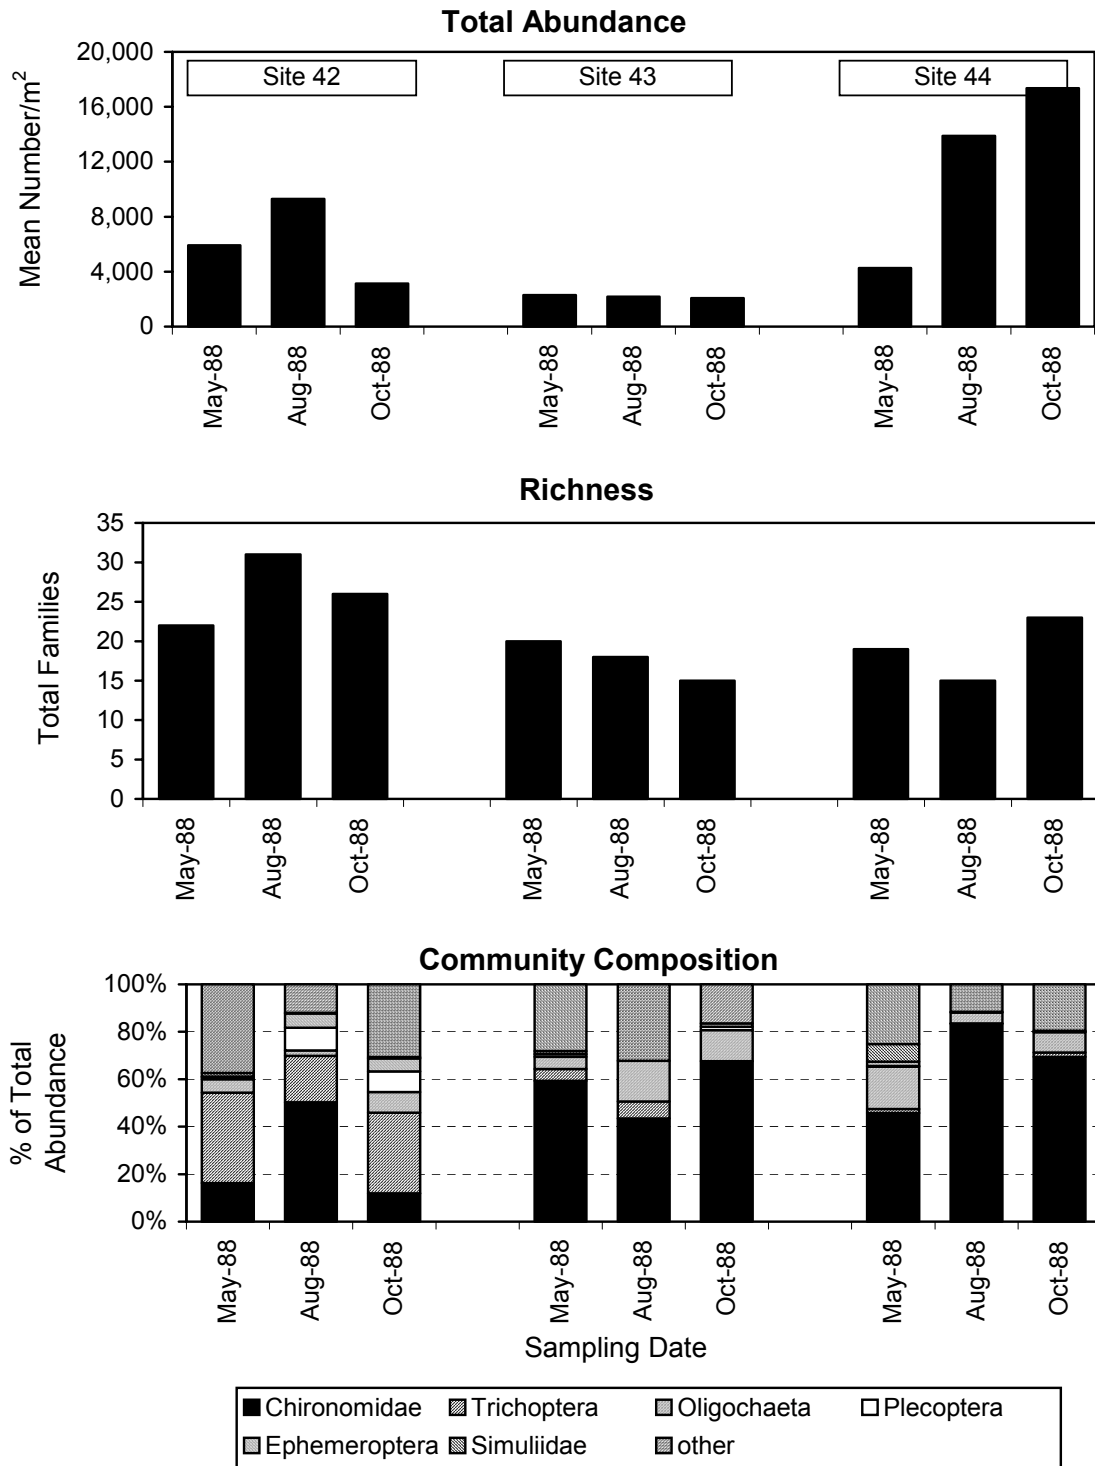 Total Abundance
Mean Number/m²
20,000
16,000
12,000
8,000
4,000
0
Site 42
Site 43
Site 44
May-88
Aug-88
Oct-88
May-88
Aug-88
Oct-88
May-88
Aug-88
Oct-88
Richness
Total Families
35
30
25
20
15
10
5
0
May-88
Aug-88
Oct-88
May-88
Aug-88
Oct-88
May-88
Aug-88
Oct-88
Community Composition
% of Total
Abundance
100%
80%
60%
40%
20%
0%
May-88
Aug-88
Oct-88
May-88
Aug-88
Oct-88
May-88
Aug-88
Oct-88
Sampling Date
Chironomidae Trichoptera Oligochaeta Plecoptera
Ephemeroptera Simuliidae other